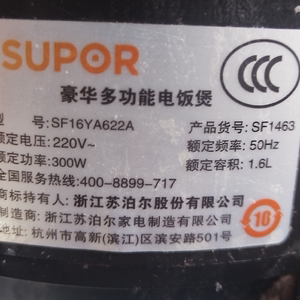 SUPOR
豪华多功能电饭煲
型 号:SF16YA622A 产品货号:SF1463
额定电压:220V~ 额定频率:50Hz
额定功率:300W 额定容积:1.6L
全国服务热线:400-8899-717
商标持有人:浙江苏泊尔股份有限公司
浙江苏泊尔家电制造有限公司
地址:杭州市高新(滨江)区滨安路501号
10